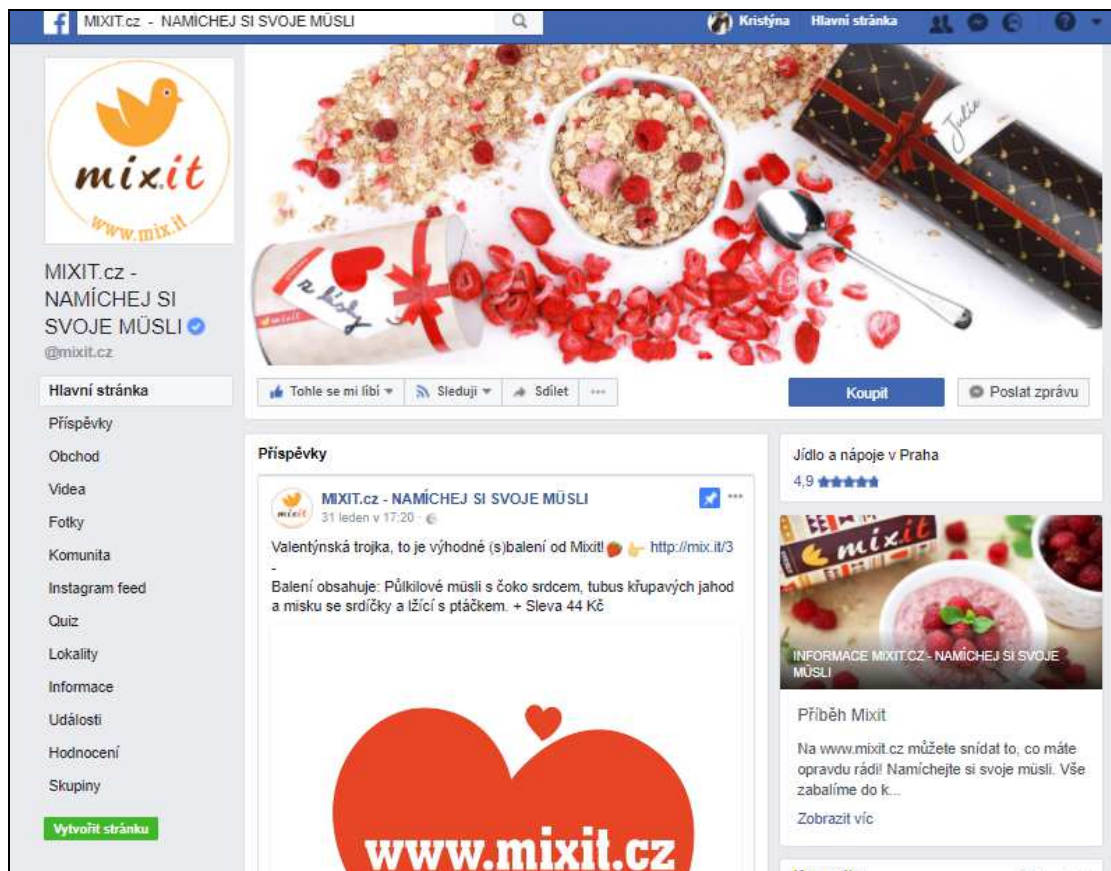 MIXIT.cz - NAMÍCHEJ SI SVOJE MÜSLI
Kristýna
Hlavní stránka
mixit
www.mix.it
MIXIT.cz -
NAMÍCHEJ SI
SVOJE MÜSLI
@mixit.cz
Hlavní stránka
Příspěvky
Obchod
Videa
Fotky
Komunita
Instagram feed
Quiz
Lokality
Informace
Události
Hodnocení
Skupiny
Vytvořit stránku
Julie
z lásky
mixit
Tohle se mi líbí
Sleduji
Sdílet
Koupit
Poslat zprávu
Příspěvky
mixit
MIXIT.cz - NAMÍCHEJ SI SVOJE MÜSLI
31 leden v 17:20 ·
Valentýnská trojka, to je výhodné (s)balení od Mixit! http://mix.it/3
-
Balení obsahuje: Půlkilové müsli s čoko srdcem, tubus křupavých jahod
a misku se srdíčky a lžící s ptáčkem. + Sleva 44 Kč
www.mixit.cz
Jídlo a nápoje v Praha
4,9
mixit
INFORMACE MIXIT.CZ - NAMÍCHEJ SI SVOJE
MÜSLI
Příběh Mixit
Na www.mixit.cz můžete snídat to, co máte
opravdu rádi! Namíchejte si svoje müsli. Vše
zabalíme do k...
Zobrazit víc